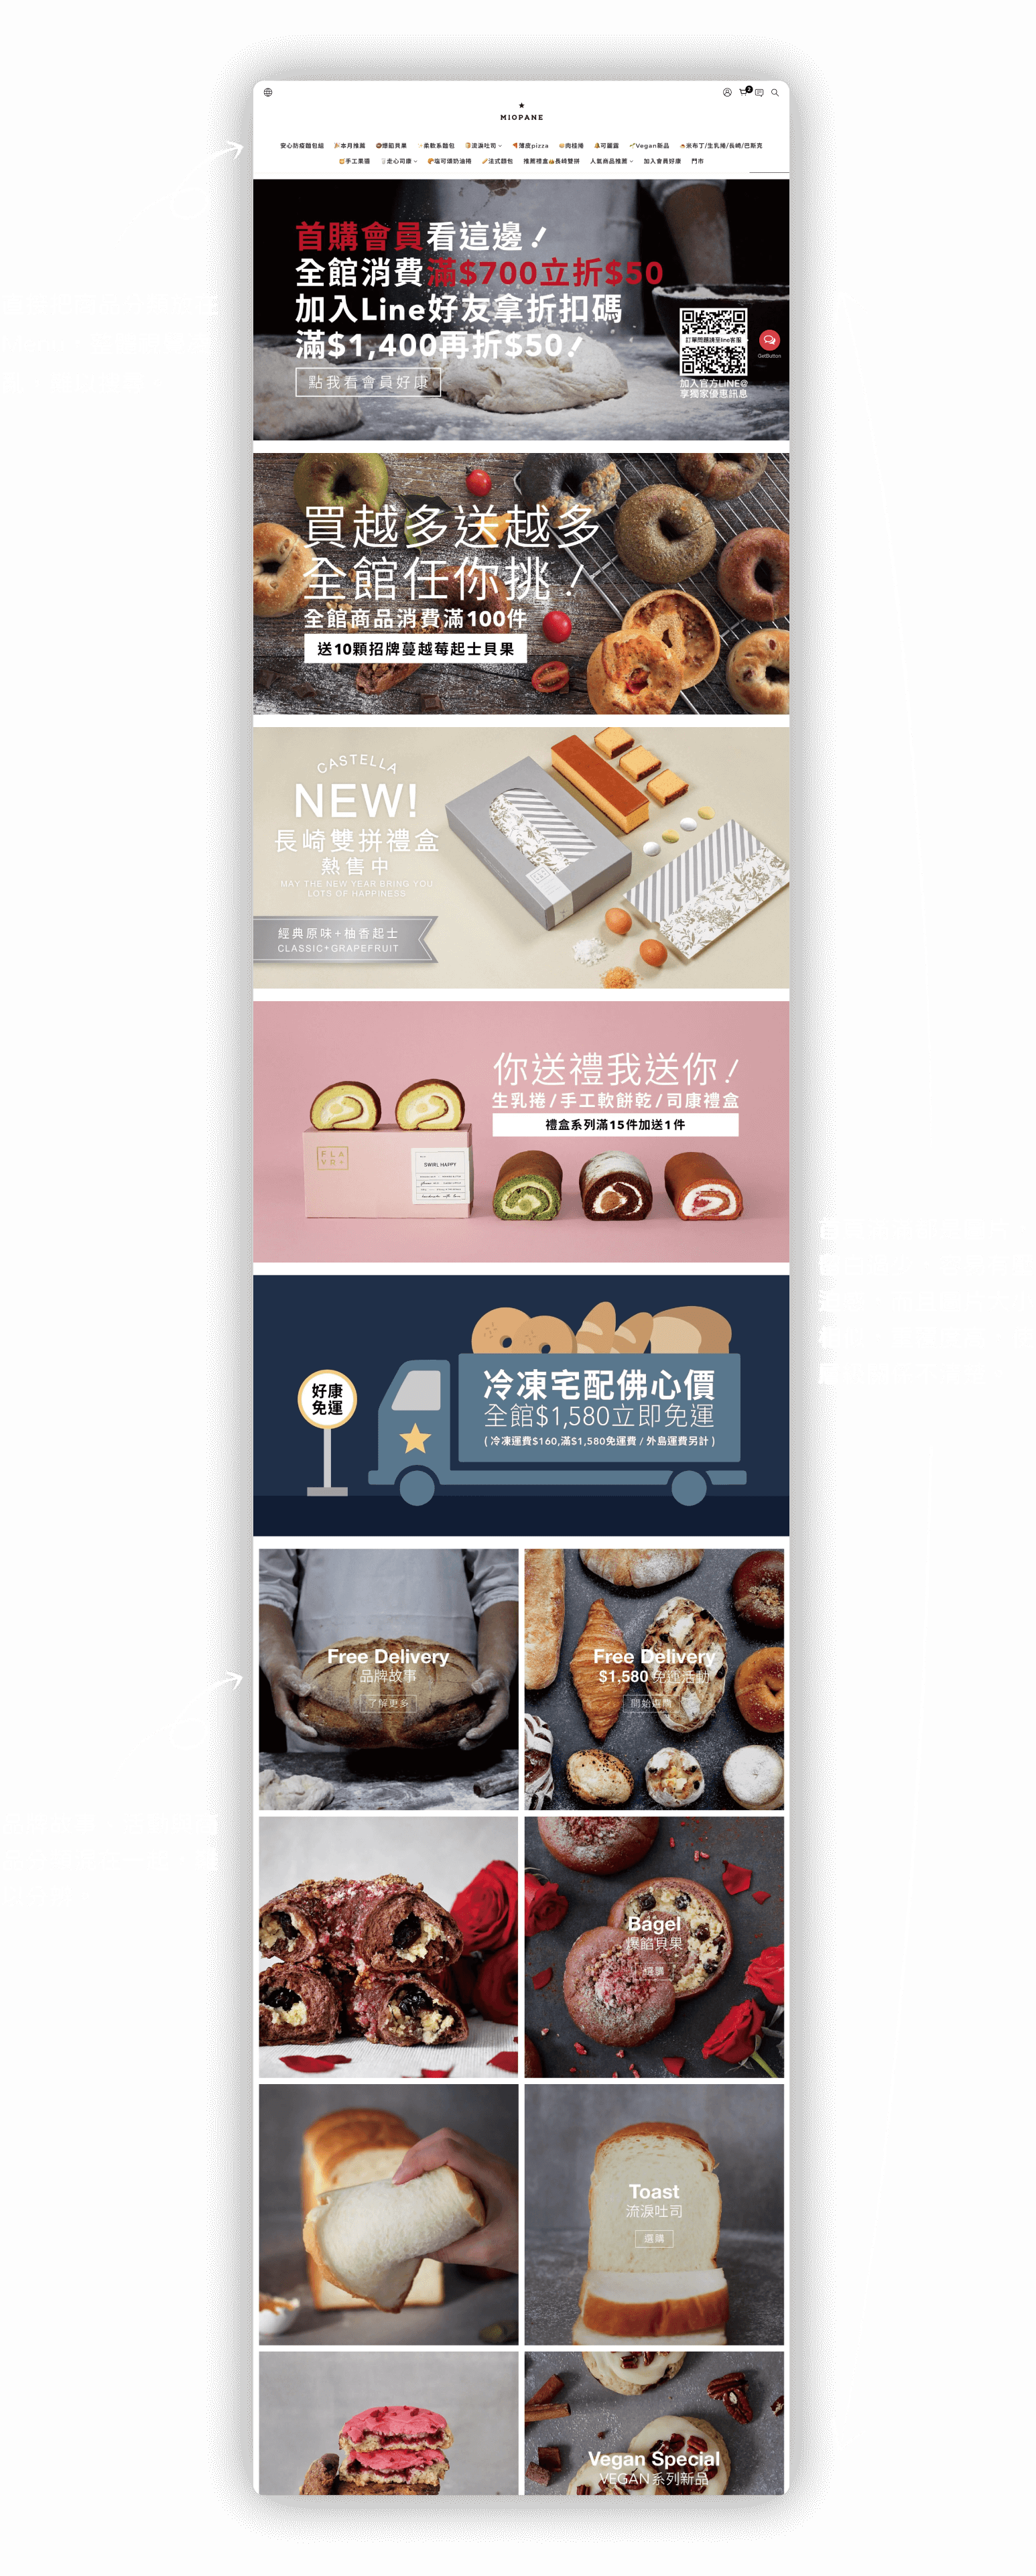 2
MiOPANE
安心防疫麵包組 本月推薦 爆餡貝果 柔軟系麵包 流淚吐司 薄皮pizza 肉桂捲 可麗露 Vegan新品 米布丁/生乳捲/長崎/巴斯克
手工果醬 走心司康 塩可頌奶油捲 法式麵包 推薦禮盒 長崎雙拼 人氣商品推薦 加入會員好康 門市
首購會員看這邊!
全館消費滿$700立折$50
加入Line好友拿折扣碼
滿$1,400再折$50!
點我看會員好康
訂單問題請至line客服
GetButton
加入官方LINE@
享獨家優惠訊息
買越多送越多
全館任你挑!
全館商品消費滿100件
送10顆招牌蔓越莓起士貝果
CASTELLA
NEW!
長崎雙拼禮盒
熱售中
MAY THE NEW YEAR BRING YOU
LOTS OF HAPPINESS
經典原味+柚香起士
CLASSIC+GRAPEFRUIT
你送禮我送你!
生乳捲/手工軟餅乾/司康禮盒
禮盒系列滿15件加送1件
FLA
VR+
SWIRL HAPPY
好康
免運
冷凍宅配佛心價
全館$1,580立即免運
(冷凍運費$160,滿$1,580免運費/外島運費另計)
Free Delivery
品牌故事
了解更多
Free Delivery
$1,580 免運活動
開始選購
Bagel
爆餡貝果
選購
Toast
流淚吐司
選購
Vegan Special
VEGAN系列新品